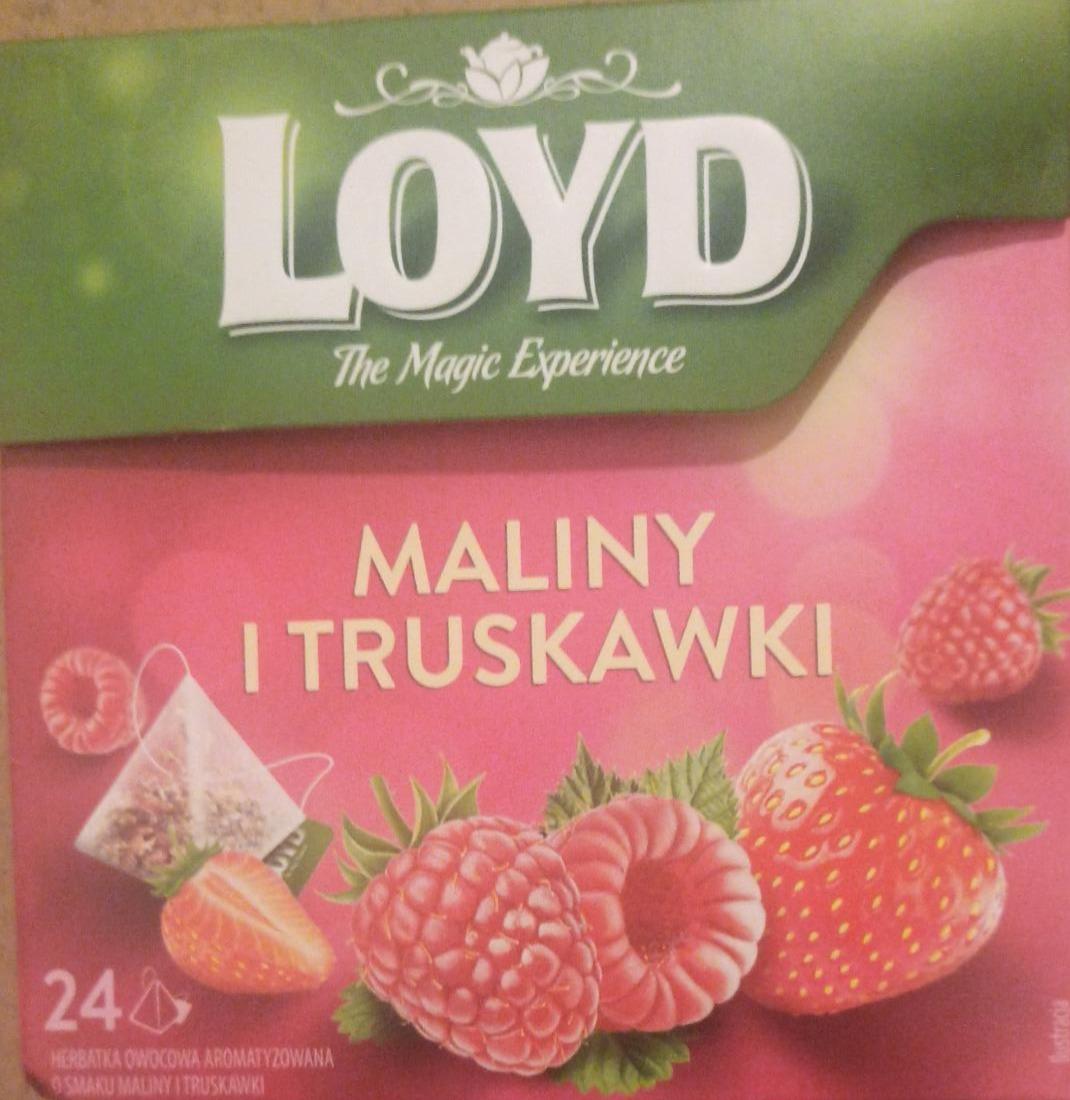 LOYD
The Magic Experience
MALINY
I TRUSKAWKI
24
HERBATKA OWOCOWA AROMATYZOWANA
O SMAKU MALINY I TRUSKAWKI